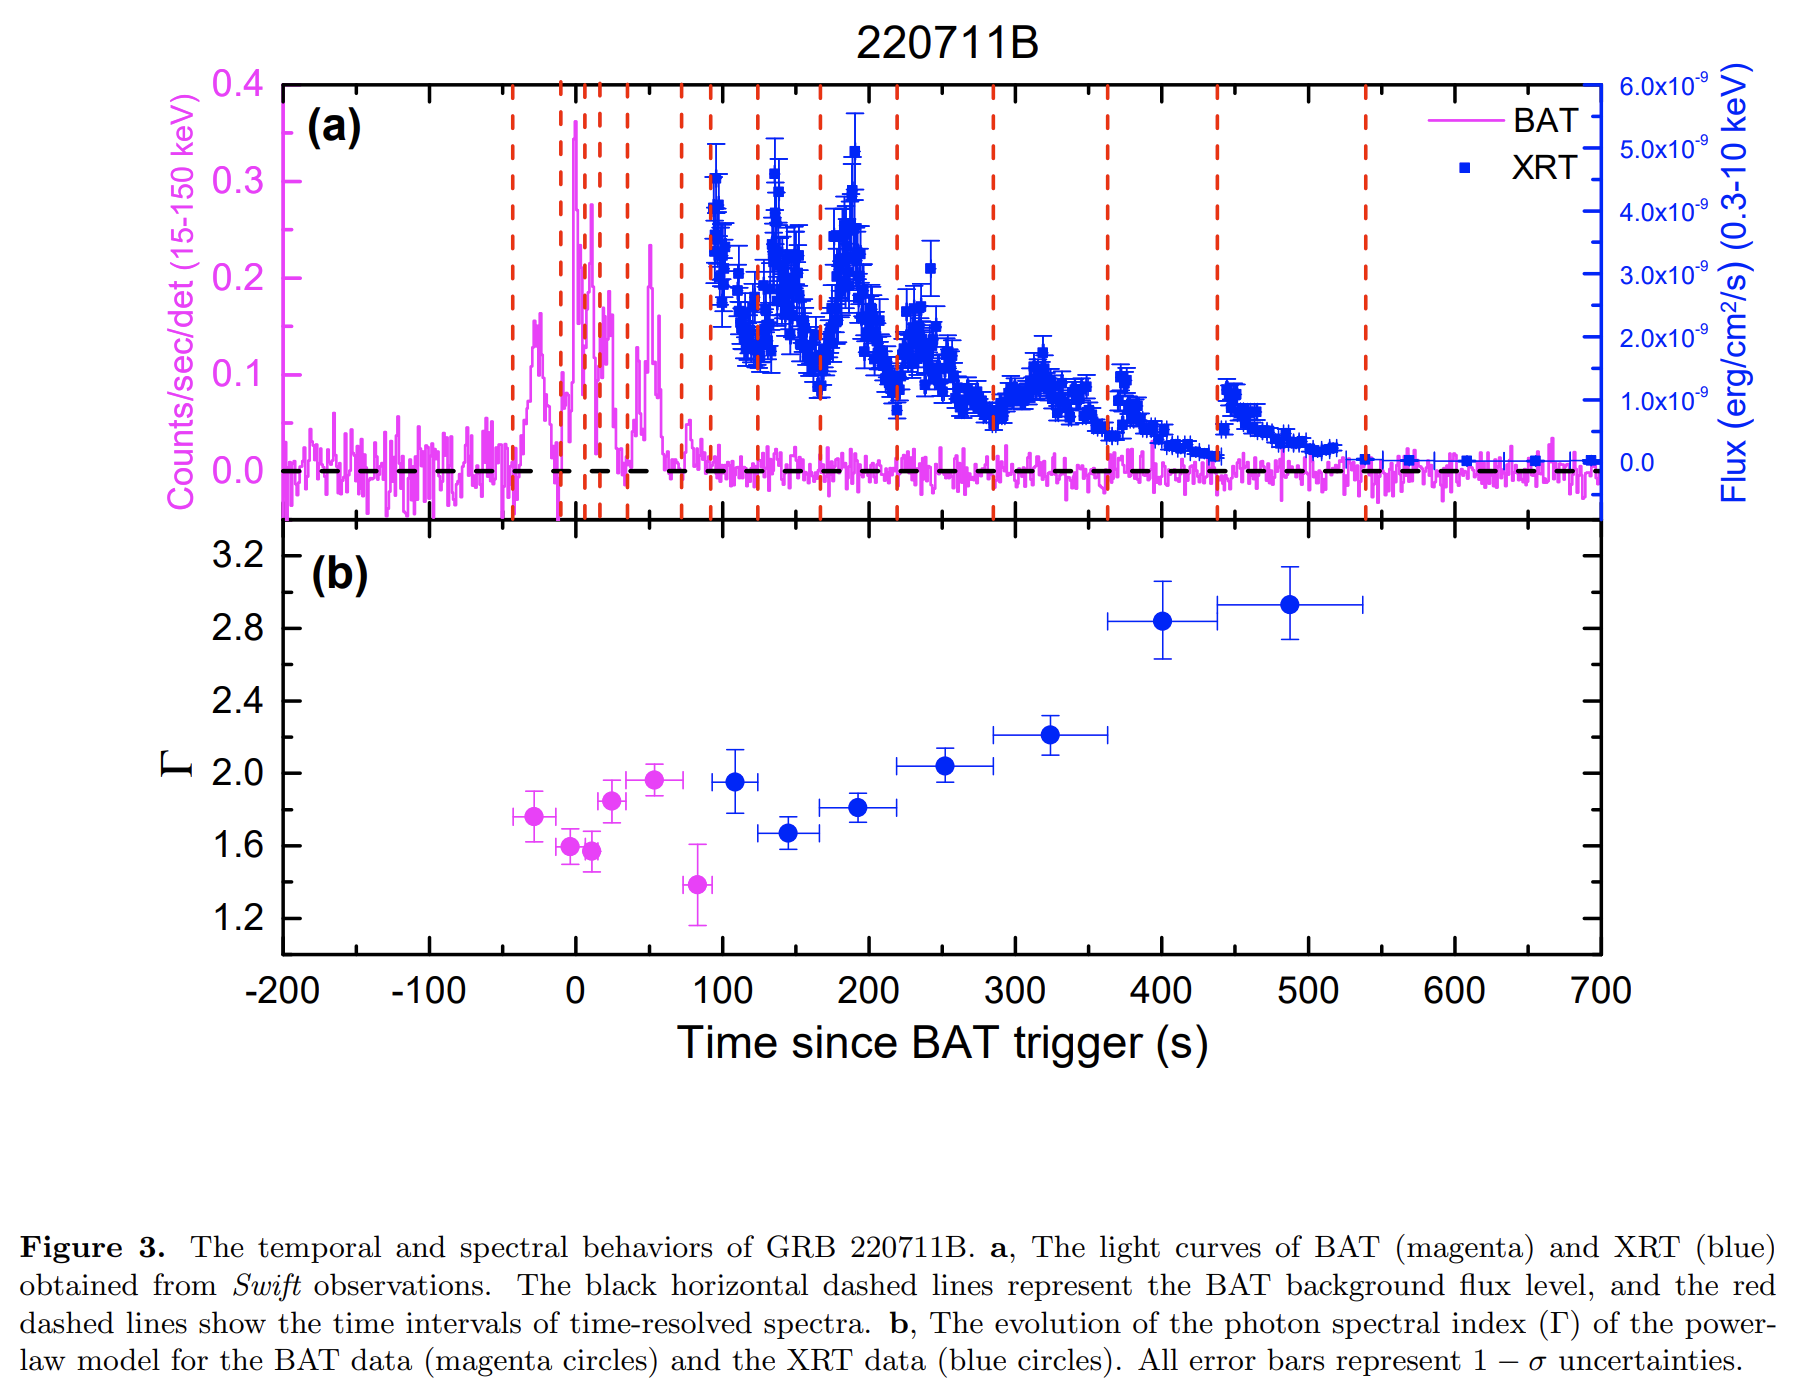 220711B
0.4
0.3
0.2
0.1
0.0
Counts/sec/det (15-150 keV)
(a)
BAT
XRT
6.0x10⁻⁹
5.0x10⁻⁹
4.0x10⁻⁹
3.0x10⁻⁹
2.0x10⁻⁹
1.0x10⁻⁹
0.0
Flux (erg/cm²/s) (0.3-10 keV)
(b)
3.2
2.8
2.4
2.0
1.6
1.2
Γ
-200 -100 0 100 200 300 400 500 600 700
Time since BAT trigger (s)
Figure 3. The temporal and spectral behaviors of GRB 220711B. a, The light curves of BAT (magenta) and XRT (blue)
obtained from Swift observations. The black horizontal dashed lines represent the BAT background flux level, and the red
dashed lines show the time intervals of time-resolved spectra. b, The evolution of the photon spectral index (Γ) of the power-
law model for the BAT data (magenta circles) and the XRT data (blue circles). All error bars represent 1 − σ uncertainties.